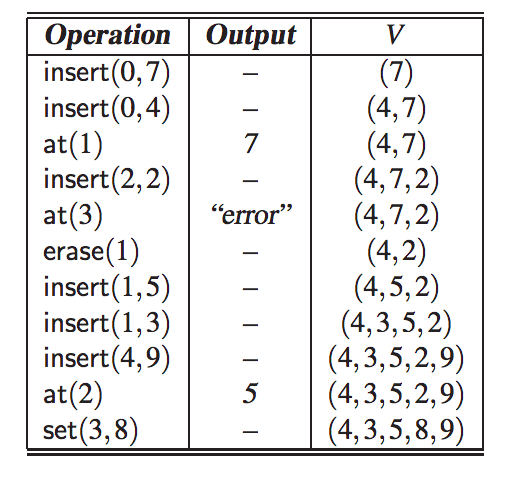 Operation Output V
insert(0,7) – (7)
insert(0,4) – (4,7)
at(1) 7 (4,7)
insert(2,2) – (4,7,2)
at(3) “error” (4,7,2)
erase(1) – (4,2)
insert(1,5) – (4,5,2)
insert(1,3) – (4,3,5,2)
insert(4,9) – (4,3,5,2,9)
at(2) 5 (4,3,5,2,9)
set(3,8) – (4,3,5,8,9)